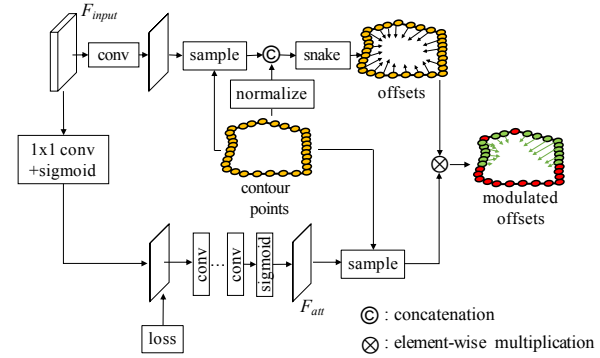 F_input
conv
sample
©
snake
offsets
normalize
1x1 conv
+sigmoid
contour
points
⊗
modulated
offsets
conv
...
conv
sigmoid
F_att
sample
loss
© : concatenation
⊗ : element-wise multiplication